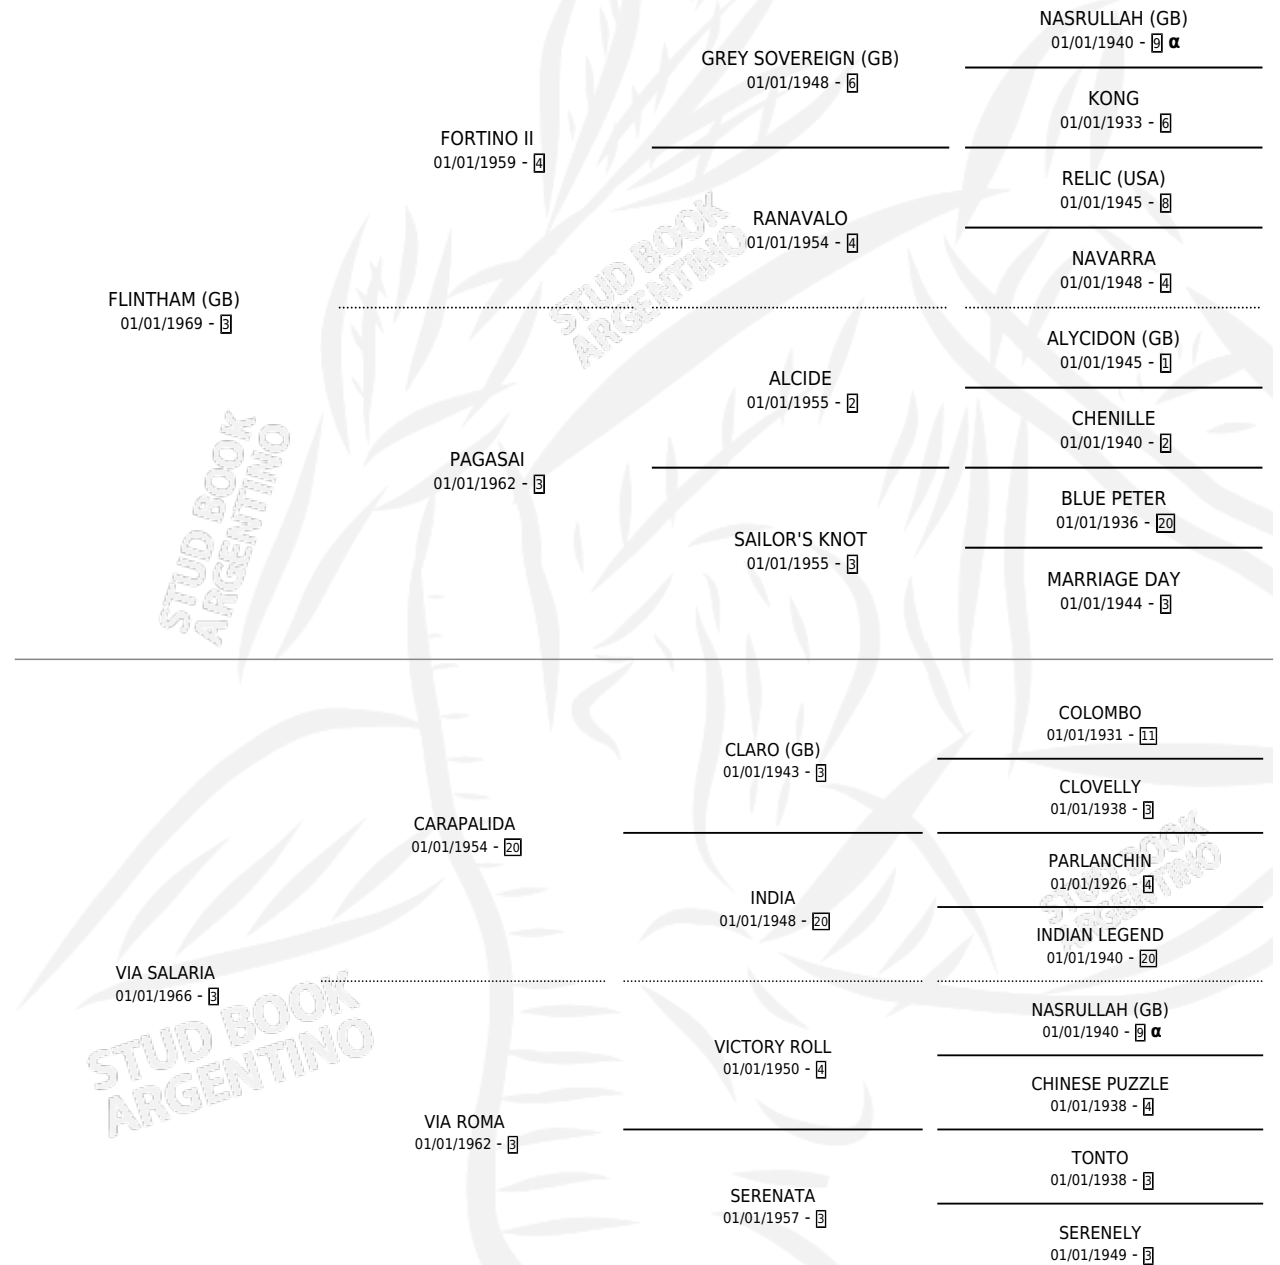 NASRULLAH (GB)
01/01/1940 - 9 α
GREY SOVEREIGN (GB)
01/01/1948 - 6
KONG
01/01/1933 - 6
FORTINO II
01/01/1959 - 4
RELIC (USA)
01/01/1945 - 8
RANAVALO
01/01/1954 - 4
NAVARRA
01/01/1948 - 4
FLINTHAM (GB)
01/01/1969 - 3
ALYCIDON (GB)
01/01/1945 - 1
ALCIDE
01/01/1955 - 2
CHENILLE
01/01/1940 - 2
PAGASAI
01/01/1962 - 3
BLUE PETER
01/01/1936 - 20
SAILOR'S KNOT
01/01/1955 - 3
MARRIAGE DAY
01/01/1944 - 3
COLOMBO
01/01/1931 - 11
CLARO (GB)
01/01/1943 - 3
CLOVELLY
01/01/1938 - 3
CARAPALIDA
01/01/1954 - 20
PARLANCHIN
01/01/1926 - 4
INDIA
01/01/1948 - 20
INDIAN LEGEND
01/01/1940 - 20
VIA SALARIA
01/01/1966 - 3
NASRULLAH (GB)
01/01/1940 - 9 α
VICTORY ROLL
01/01/1950 - 4
CHINESE PUZZLE
01/01/1938 - 4
VIA ROMA
01/01/1962 - 3
TONTO
01/01/1938 - 3
SERENATA
01/01/1957 - 3
SERENELY
01/01/1949 - 3
STUD BOOK
ARGENTINO
STUD BOOK
ARGENTINO
STUD BOOK
ARGENTINO
STUD BOOK
ARGENTINO